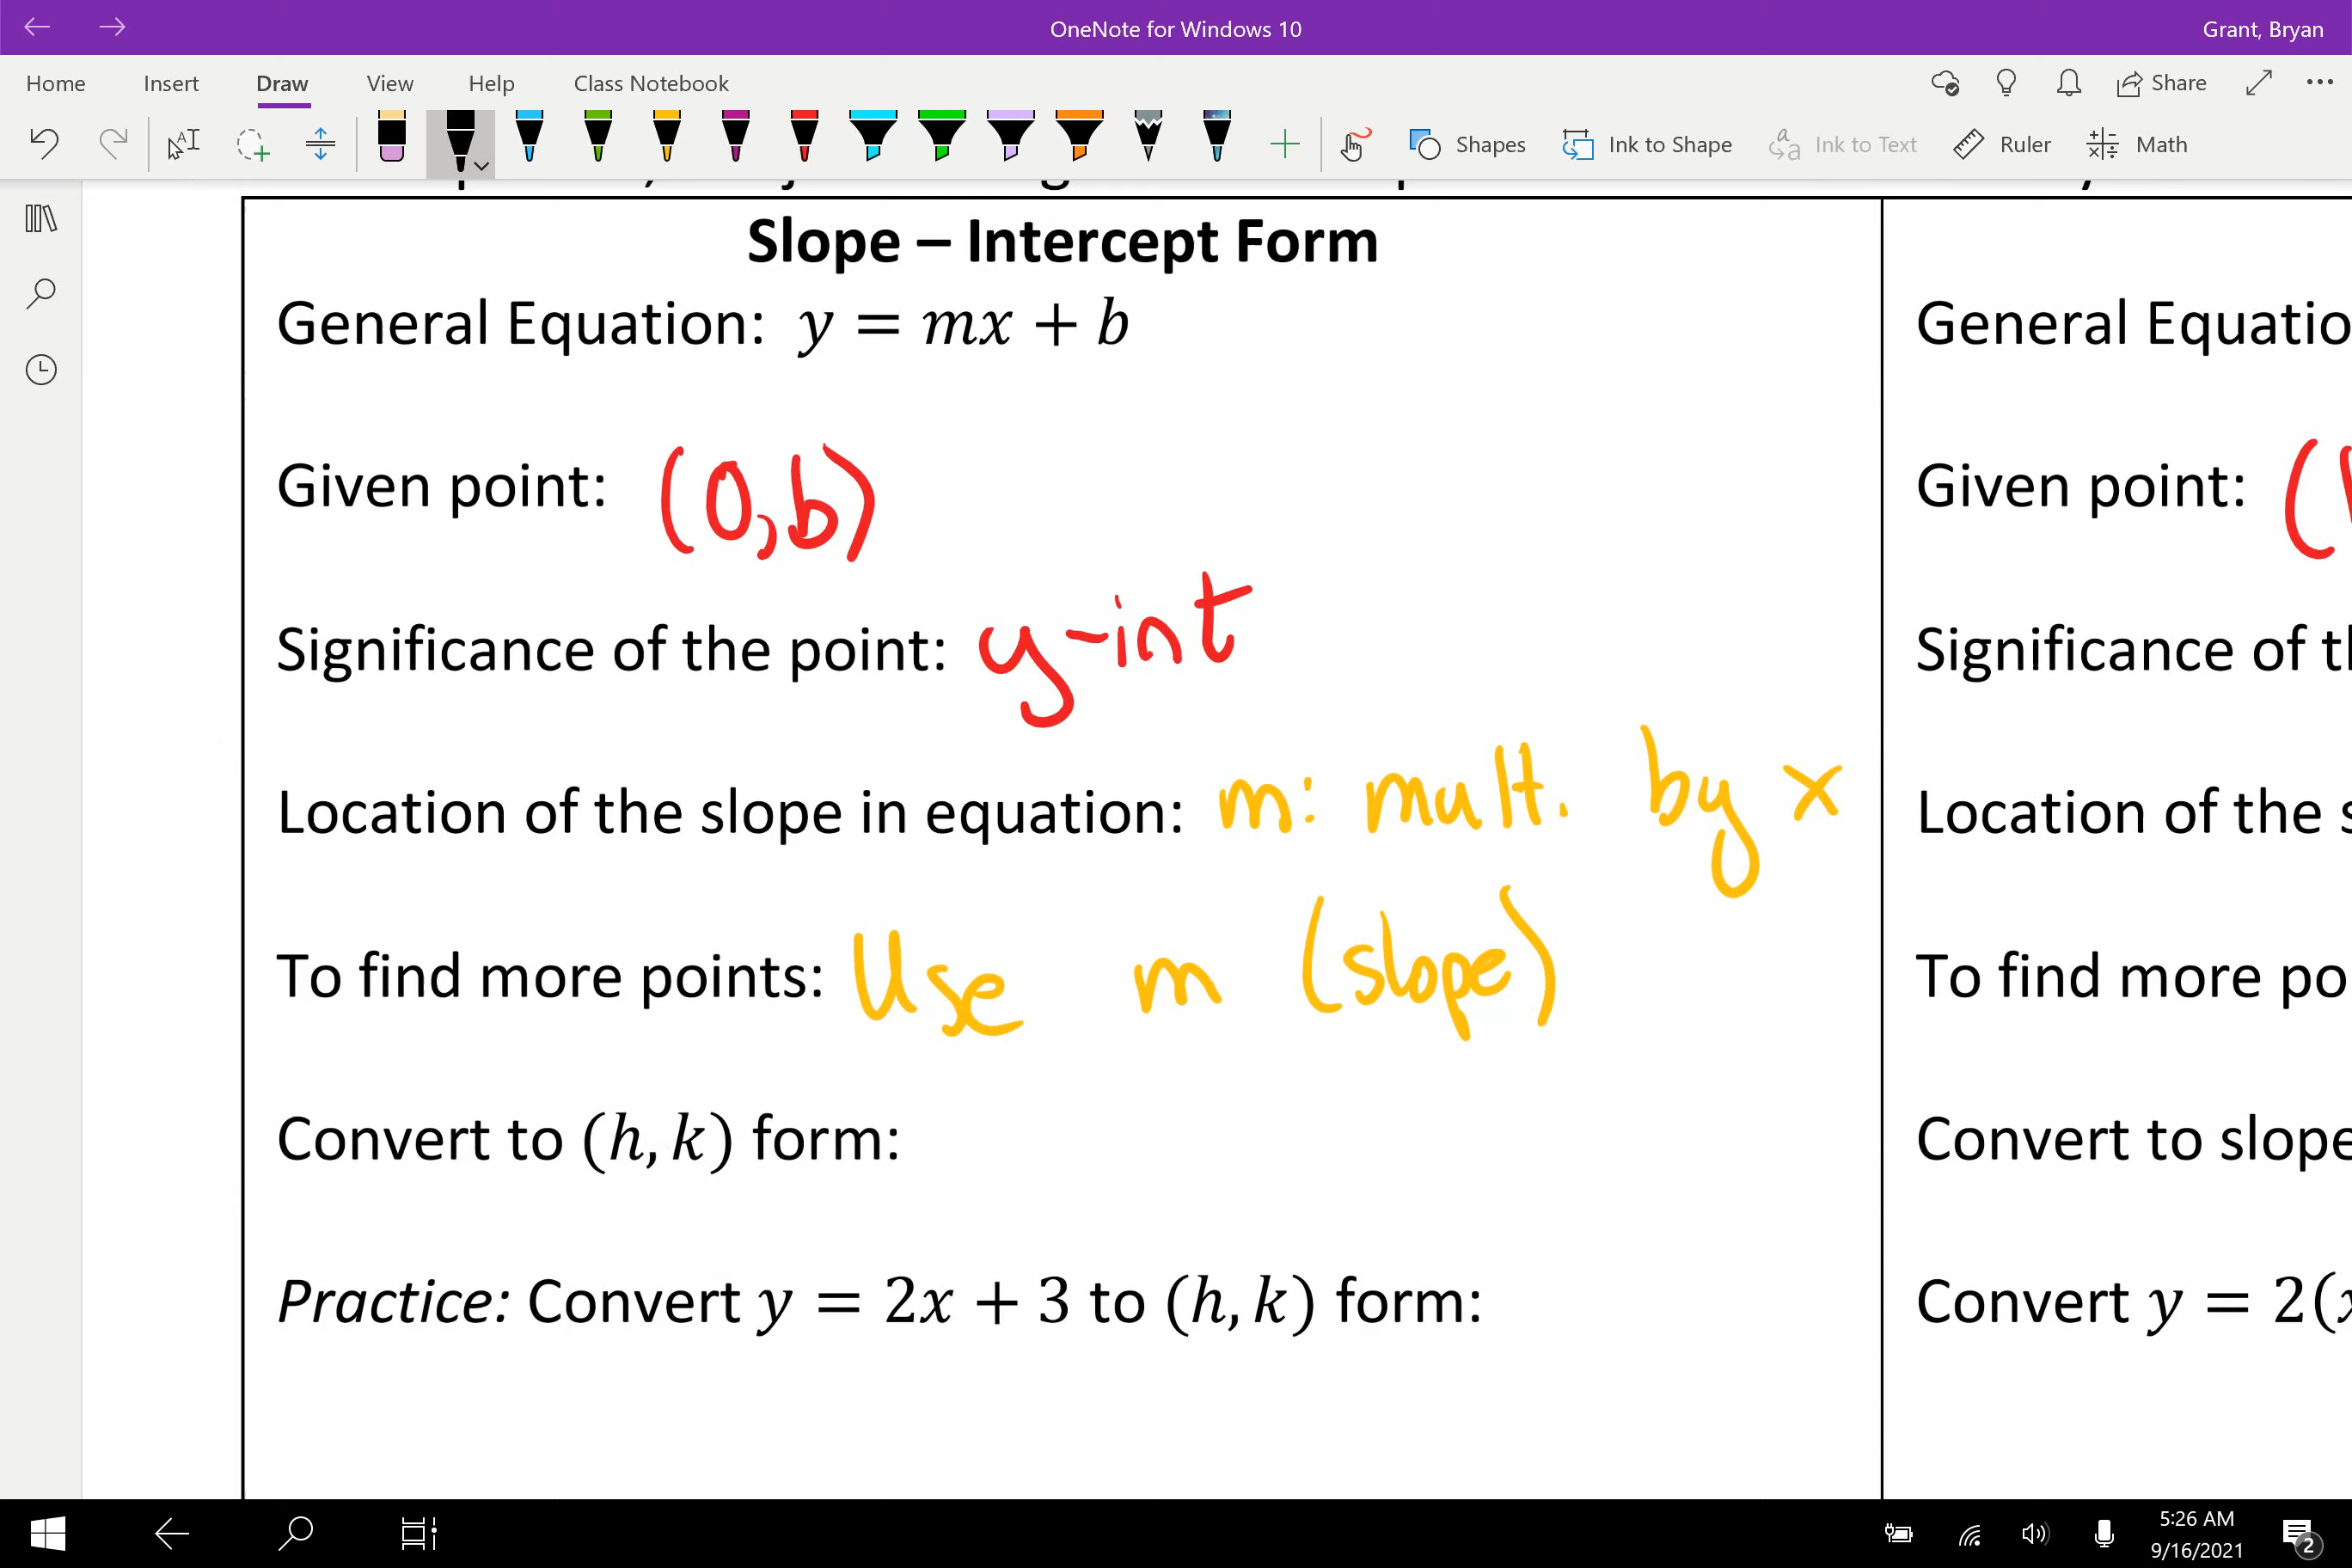 OneNote for Windows 10
Grant, Bryan
Home Insert Draw View Help Class Notebook
Share
Shapes Ink to Shape Ink to Text Ruler Math
Slope – Intercept Form
General Equation: y = mx + b
General Equatio
Given point: (0,b)
Given point: (
Significance of the point: y-int
Significance of t
Location of the slope in equation: m: mult. by x
Location of the s
To find more points: Use m (slope)
To find more po
Convert to (h, k) form:
Convert to slope
Practice: Convert y = 2x + 3 to (h, k) form:
Convert y = 2(x
5:26 AM
9/16/2021
2